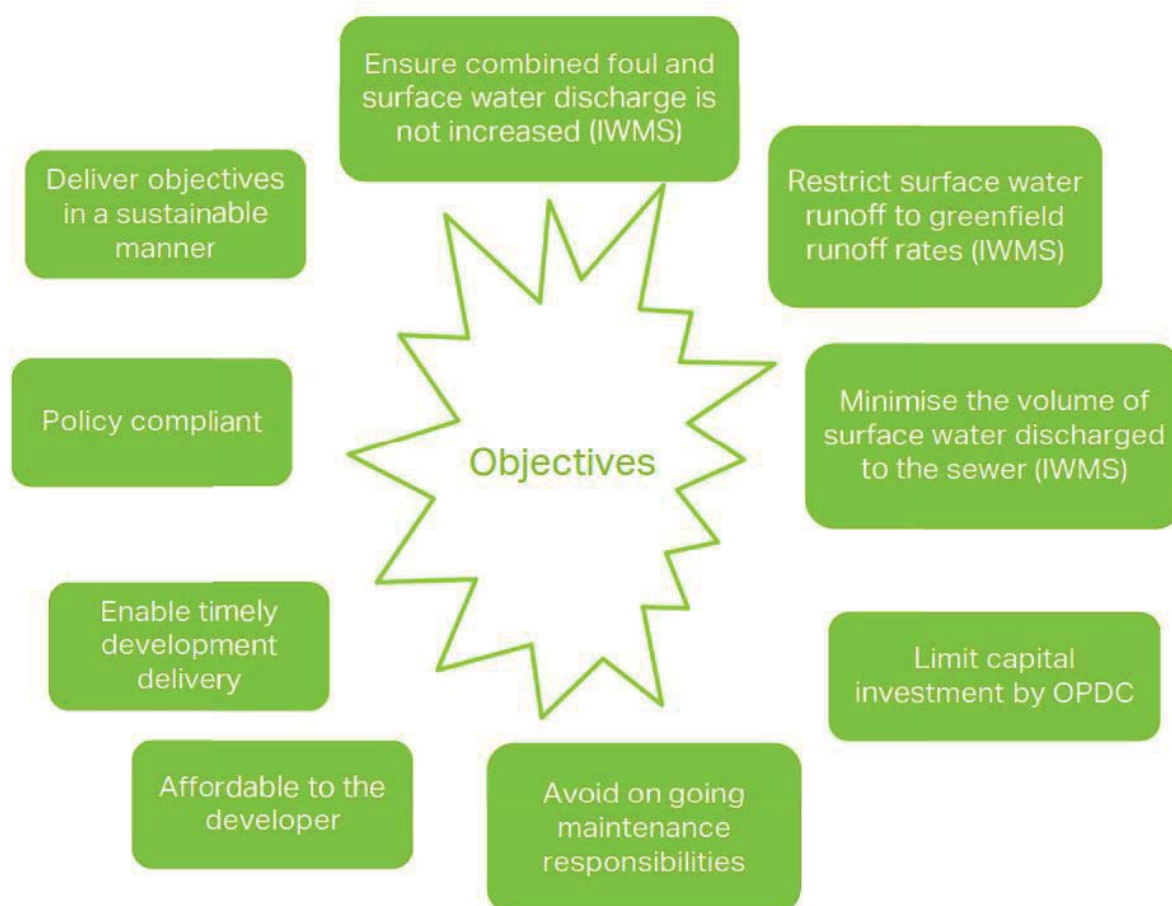 Ensure combined foul and
surface water discharge is
not increased (IWMS)
Restrict surface water
runoff to greenfield
runoff rates (IWMS)
Minimise the volume of
surface water discharged
to the sewer (IWMS)
Limit capital
investment by OPDC
Avoid on going
maintenance
responsibilities
Affordable to the
developer
Enable timely
development
delivery
Policy compliant
Deliver objectives
in a sustainable
manner
Objectives